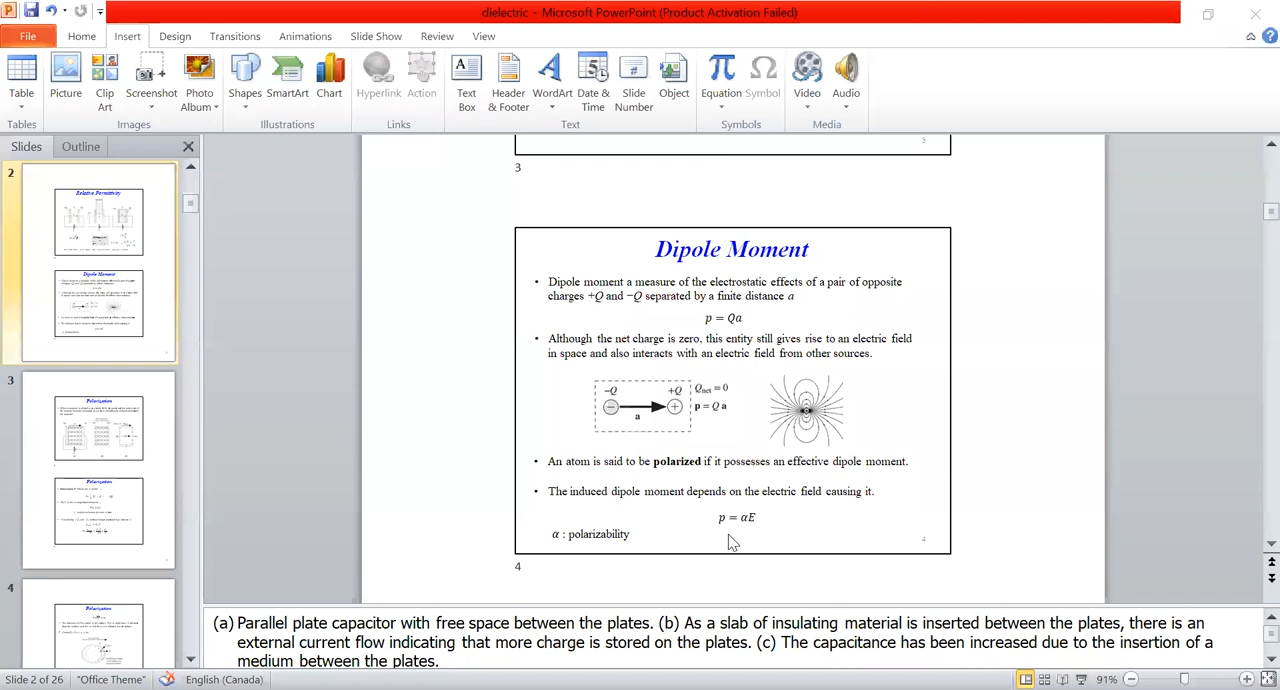 dielectric - Microsoft PowerPoint (Product Activation Failed)
File Home Insert Design Transitions Animations Slide Show Review View
Table Picture Clip Art Screenshot Photo Album Shapes SmartArt Chart Hyperlink Action Text Box Header & Footer WordArt Date & Time Slide Number Object Equation Symbol Video Audio
Tables Images Illustrations Links Text Symbols Media
Slides Outline
2
Relative Permittivity
Dipole Moment
3
Polarization
Polarization
4
Polarization
3
3
Dipole Moment
• Dipole moment a measure of the electrostatic effects of a pair of opposite
charges +Q and −Q separated by a finite distance a
p = Qa
• Although the net charge is zero, this entity still gives rise to an electric field
in space and also interacts with an electric field from other sources.
−Q +Q Qnet = 0
− + p = Q a
a
• An atom is said to be polarized if it possesses an effective dipole moment.
• The induced dipole moment depends on the electric field causing it.
p = αE
α : polarizability
4
4
(a) Parallel plate capacitor with free space between the plates. (b) As a slab of insulating material is inserted between the plates, there is an
external current flow indicating that more charge is stored on the plates. (c) The capacitance has been increased due to the insertion of a
medium between the plates.
Slide 2 of 26 "Office Theme" English (Canada) 91%